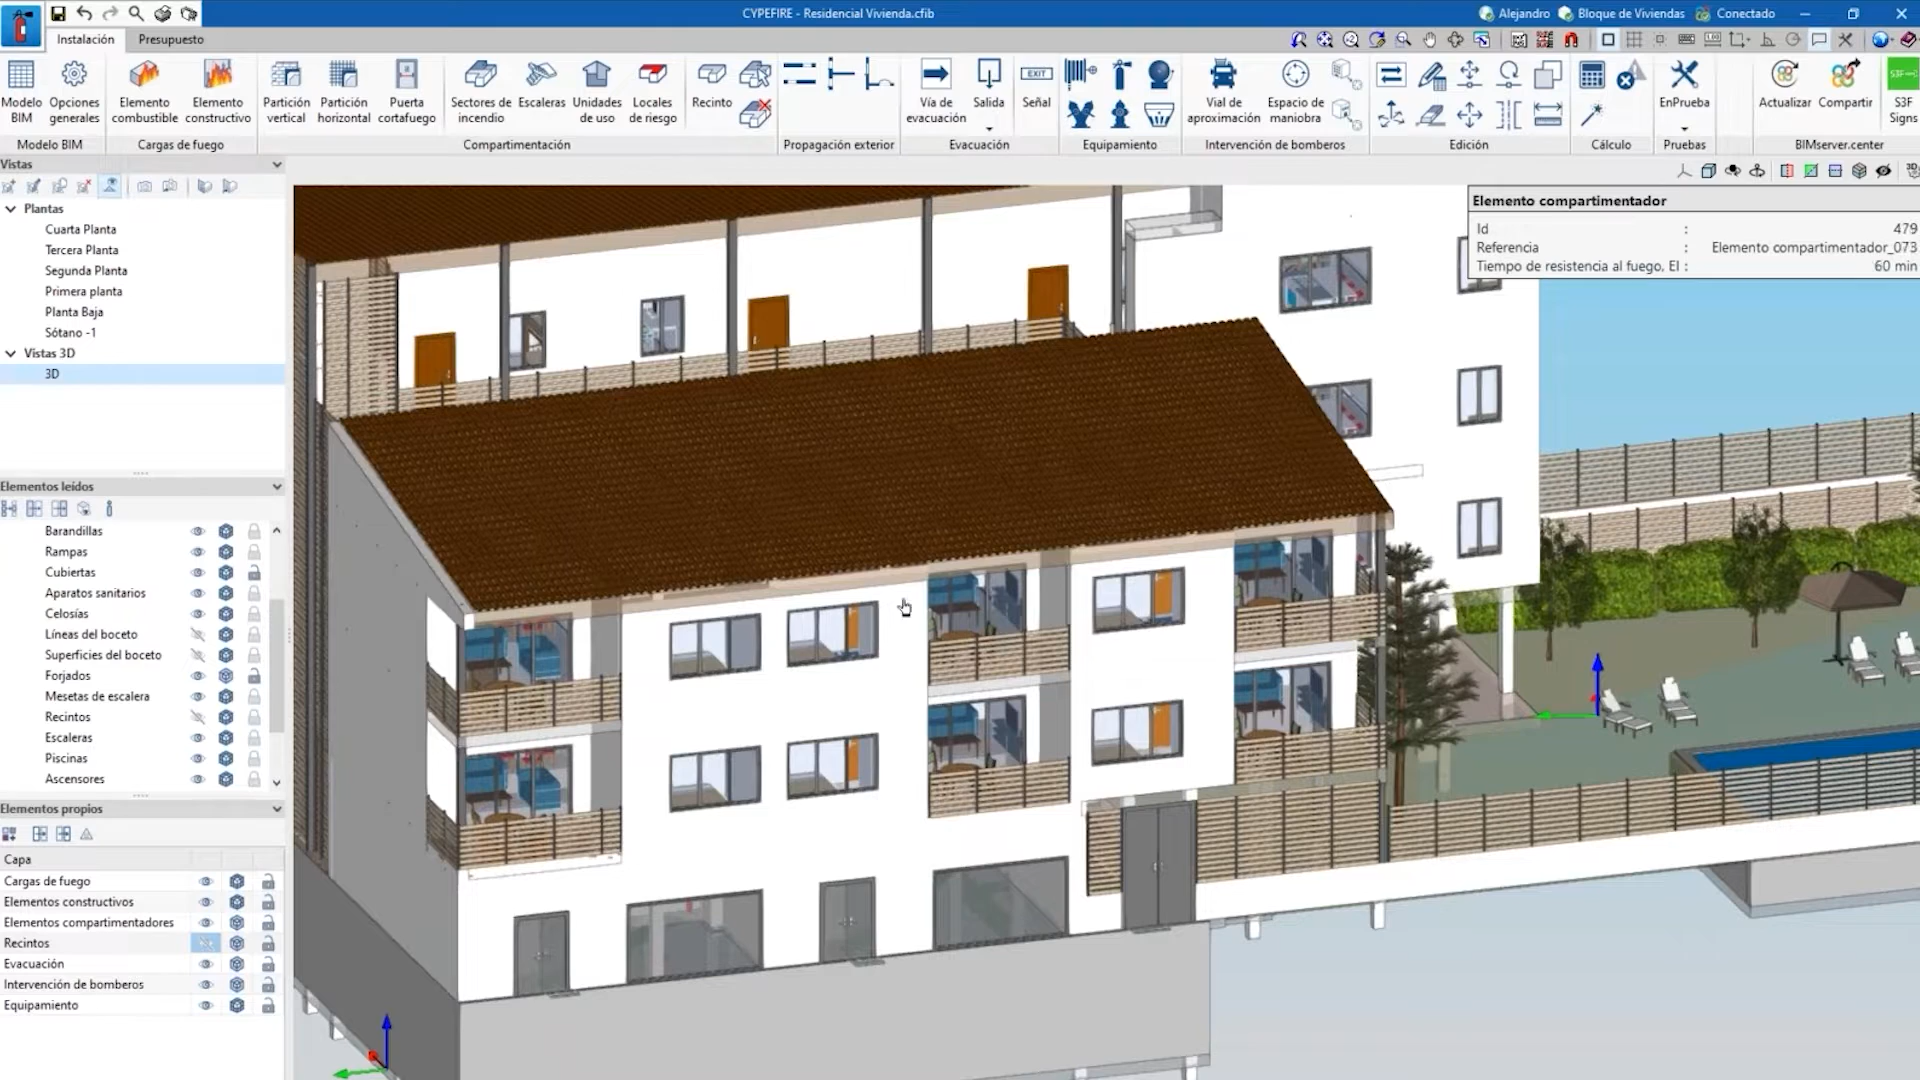 CYPEFIRE - Residencial Vivienda.cfib
Alejandro
Bloque de Viviendas
Conectado
Instalación
Presupuesto
Modelo BIM
Opciones generales
Modelo BIM
Elemento combustible
Elemento constructivo
Cargas de fuego
Partición vertical
Partición horizontal
Puerta cortafuego
Sectores de incendio
Escaleras
Unidades de uso
Locales de riesgo
Recinto
Compartimentación
Propagación exterior
Vía de evacuación
Salida
EXIT
Señal
Evacuación
Equipamiento
Vial de aproximación
Espacio de maniobra
Intervención de bomberos
Edición
Cálculo
EnPrueba
Pruebas
Actualizar
Compartir
S3F
S3F Signs
BIMserver.center
Vistas
Plantas
Cuarta Planta
Tercera Planta
Segunda Planta
Primera planta
Planta Baja
Sótano -1
Vistas 3D
3D
Elementos leídos
Barandillas
Rampas
Cubiertas
Aparatos sanitarios
Celosías
Líneas del boceto
Superficies del boceto
Forjados
Mesetas de escalera
Recintos
Escaleras
Piscinas
Ascensores
Elementos propios
Capa
Cargas de fuego
Elementos constructivos
Elementos compartimentadores
Recintos
Evacuación
Intervención de bomberos
Equipamiento
Elemento compartimentador
Id : 479
Referencia : Elemento compartimentador_073
Tiempo de resistencia al fuego, EI : 60 min